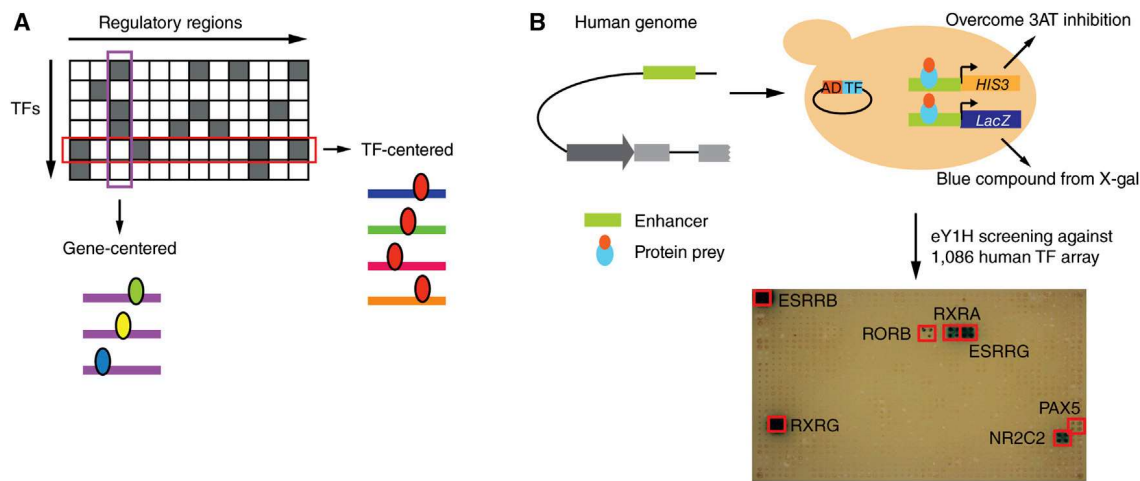 A
Regulatory regions
TFs
TF-centered
Gene-centered
B
Human genome
Overcome 3AT inhibition
AD TF
HIS3
LacZ
Blue compound from X-gal
Enhancer
Protein prey
eY1H screening against
1,086 human TF array
ESRRB
RXRA
RORB
ESRRG
PAX5
RXRG
NR2C2